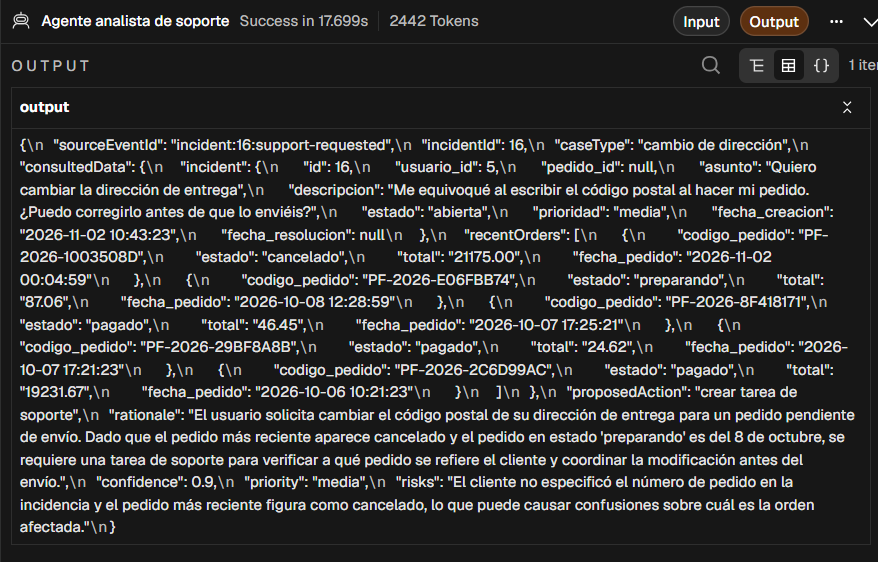 Agente analista de soporte Success in 17.699s 2442 Tokens Input Output ...
OUTPUT
output
{\n "sourceEventId": "incident:16:support-requested",\n "incidentId": 16,\n "caseType": "cambio de dirección",\n
"consultedData": {\n "incident": {\n "id": 16,\n "usuario_id": 5,\n "pedido_id": null,\n "asunto": "Quiero
cambiar la dirección de entrega",\n "descripcion": "Me equivoqué al escribir el código postal al hacer mi pedido.
¿Puedo corregirlo antes de que lo enviéis?",\n "estado": "abierta",\n "prioridad": "media",\n "fecha_creacion":
"2026-11-02 10:43:23",\n "fecha_resolucion": null\n },\n "recentOrders": [\n {\n "codigo_pedido": "PF-
2026-1003508D",\n "estado": "cancelado",\n "total": "21175.00",\n "fecha_pedido": "2026-11-02
00:04:59"\n },\n {\n "codigo_pedido": "PF-2026-E06FBB74",\n "estado": "preparando",\n "total":
"87.06",\n "fecha_pedido": "2026-10-08 12:28:59"\n },\n {\n "codigo_pedido": "PF-2026-8F418171",\n
"estado": "pagado",\n "total": "46.45",\n "fecha_pedido": "2026-10-07 17:25:21"\n },\n {\n
"codigo_pedido": "PF-2026-29BF8A8B",\n "estado": "pagado",\n "total": "24.62",\n "fecha_pedido": "2026-
10-07 17:21:23"\n },\n {\n "codigo_pedido": "PF-2026-2C6D99AC",\n "estado": "pagado",\n "total":
"19231.67",\n "fecha_pedido": "2026-10-06 10:21:23"\n }\n ]\n },\n "proposedAction": "crear tarea de
soporte",\n "rationale": "El usuario solicita cambiar el código postal de su dirección de entrega para un pedido pendiente
de envío. Dado que el pedido más reciente aparece cancelado y el pedido en estado 'preparando' es del 8 de octubre, se
requiere una tarea de soporte para verificar a qué pedido se refiere el cliente y coordinar la modificación antes del
envío.",\n "confidence": 0.9,\n "priority": "media",\n "risks": "El cliente no especificó el número de pedido en la
incidencia y el pedido más reciente figura como cancelado, lo que puede causar confusiones sobre cuál es la orden
afectada."\n}